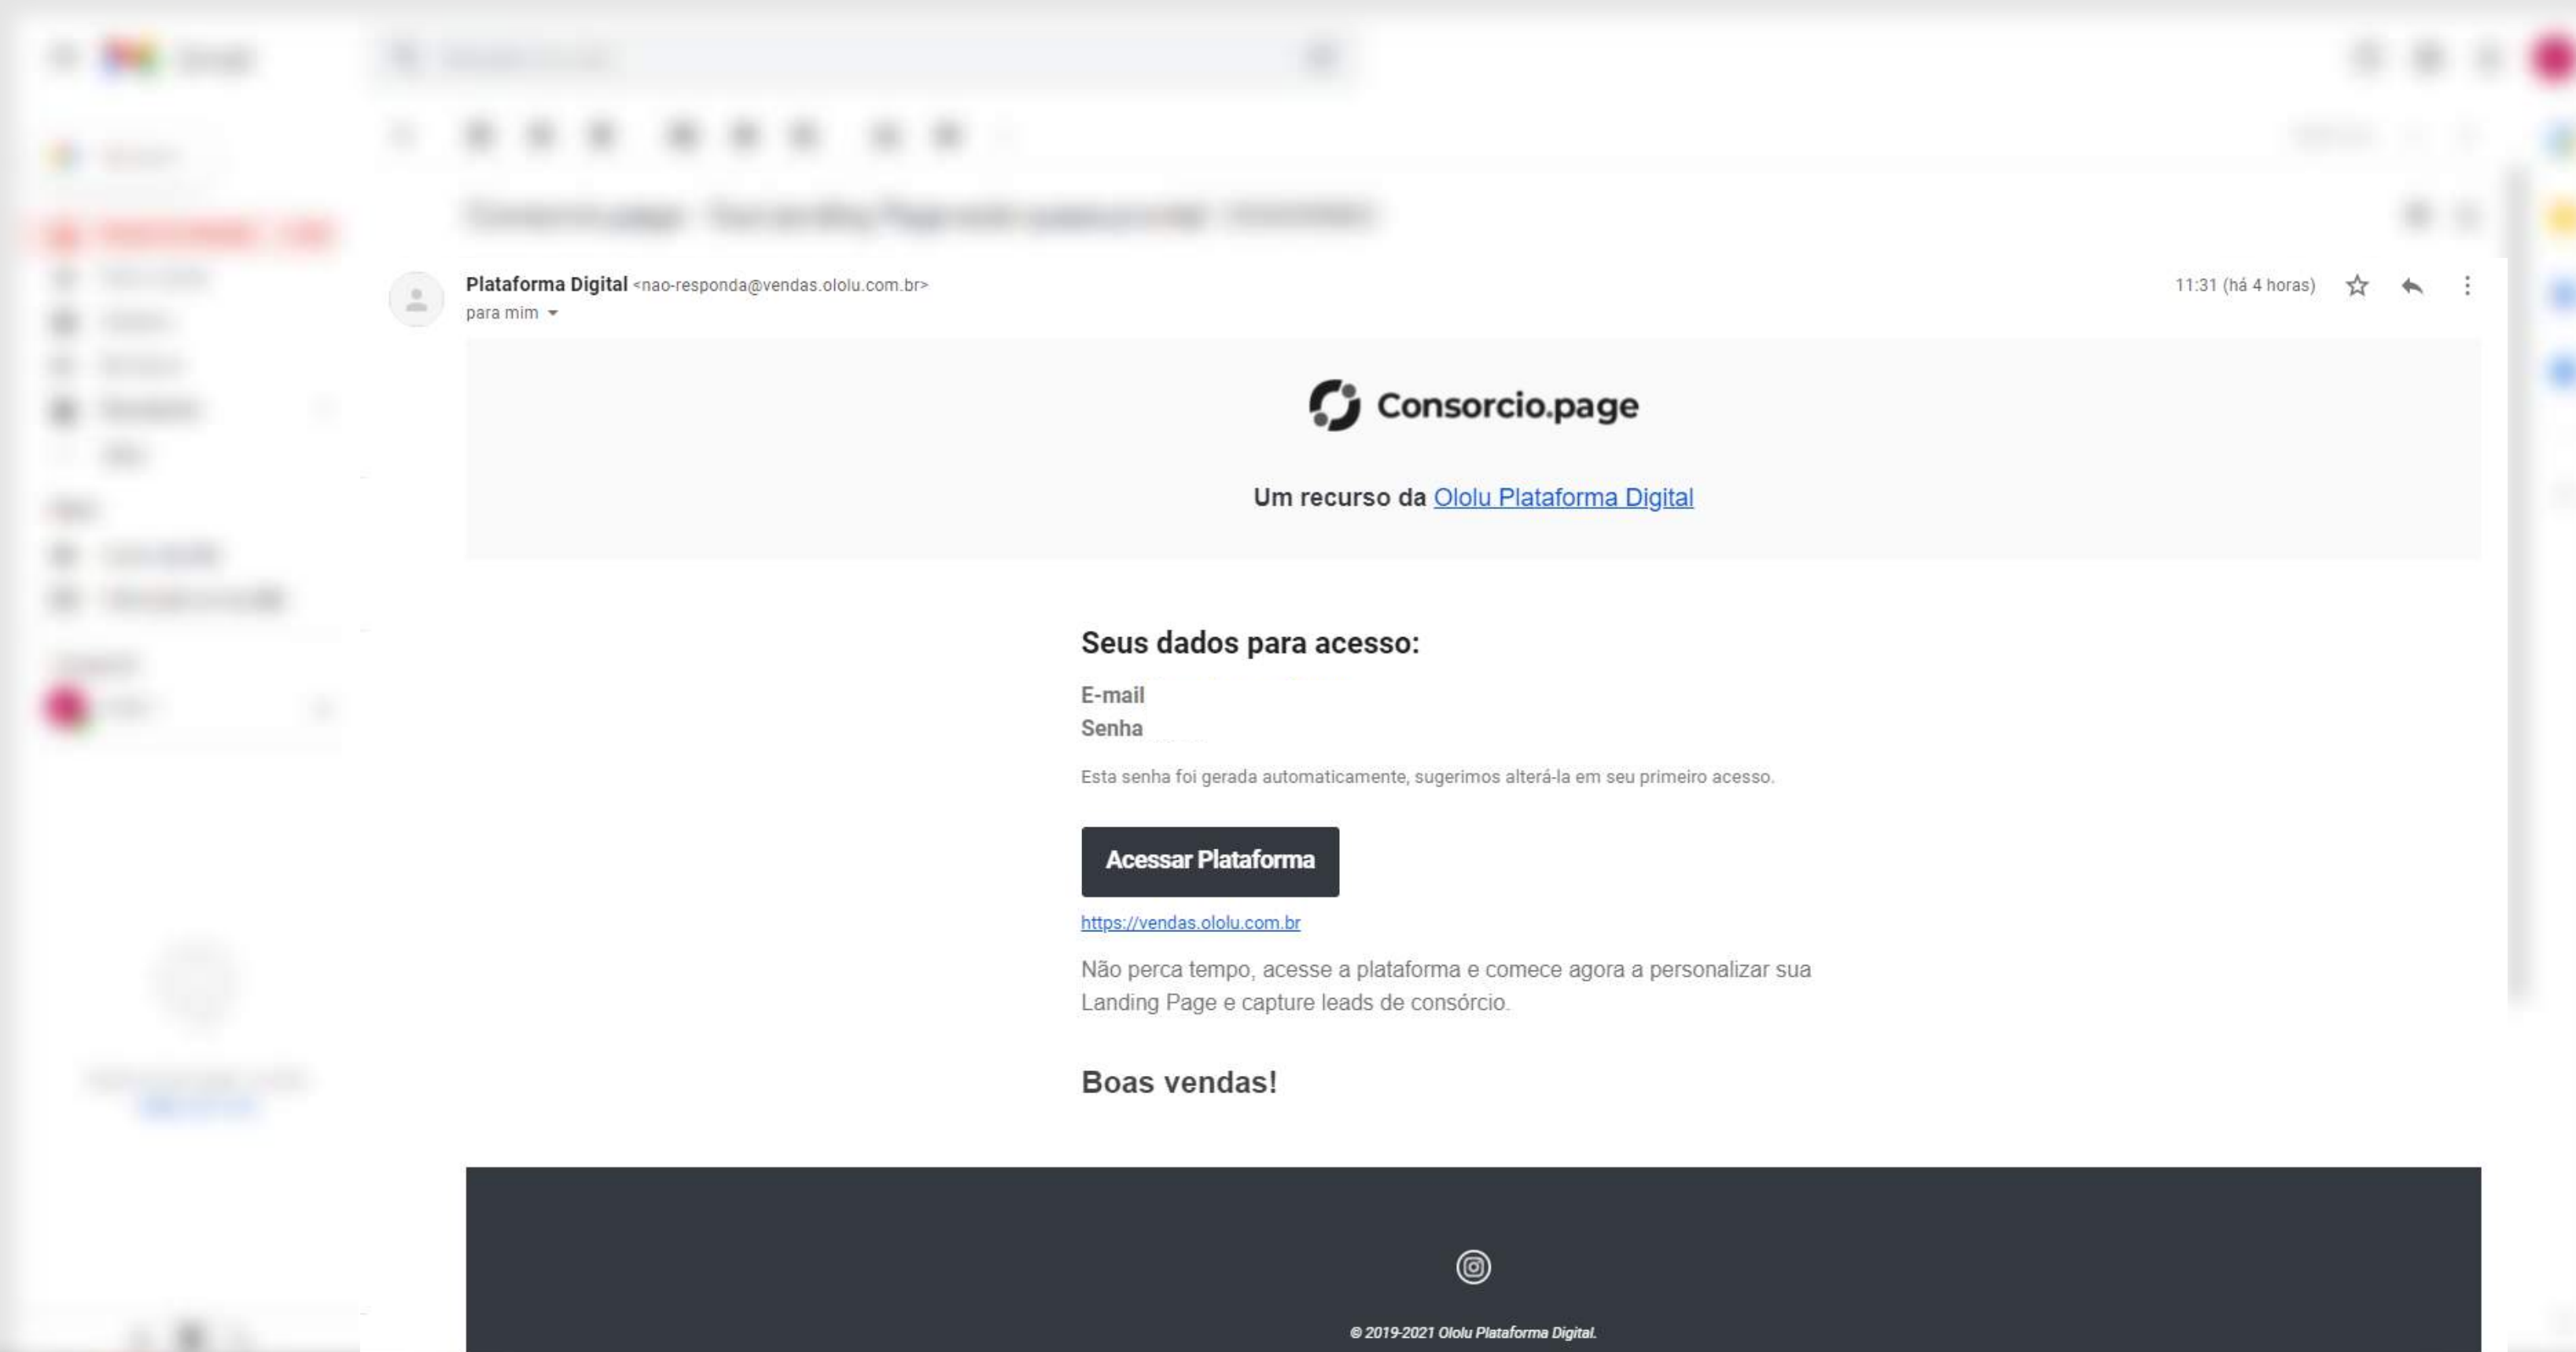 Plataforma Digital <nao-responda@vendas.ololu.com.br>
11:31 (há 4 horas)
para mim
Consorcio.page
Um recurso da Ololu Plataforma Digital
Seus dados para acesso:
E-mail
Senha
Esta senha foi gerada automaticamente, sugerimos alterá-la em seu primeiro acesso.
Acessar Plataforma
https://vendas.ololu.com.br
Não perca tempo, acesse a plataforma e comece agora a personalizar sua
Landing Page e capture leads de consórcio.
Boas vendas!
© 2019-2021 Ololu Plataforma Digital.